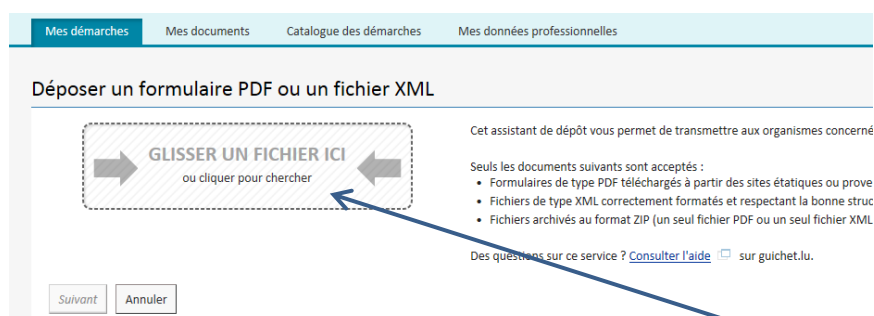 Mes démarches Mes documents Catalogue des démarches Mes données professionnelles
Déposer un formulaire PDF ou un fichier XML
GLISSER UN FICHIER ICI
ou cliquer pour chercher
Cet assistant de dépôt vous permet de transmettre aux organismes concerné
Seuls les documents suivants sont acceptés :
• Formulaires de type PDF téléchargés à partir des sites étatiques ou prove
• Fichiers de type XML correctement formatés et respectant la bonne struc
• Fichiers archivés au format ZIP (un seul fichier PDF ou un seul fichier XML
Des questions sur ce service ? Consulter l'aide sur guichet.lu.
Suivant Annuler